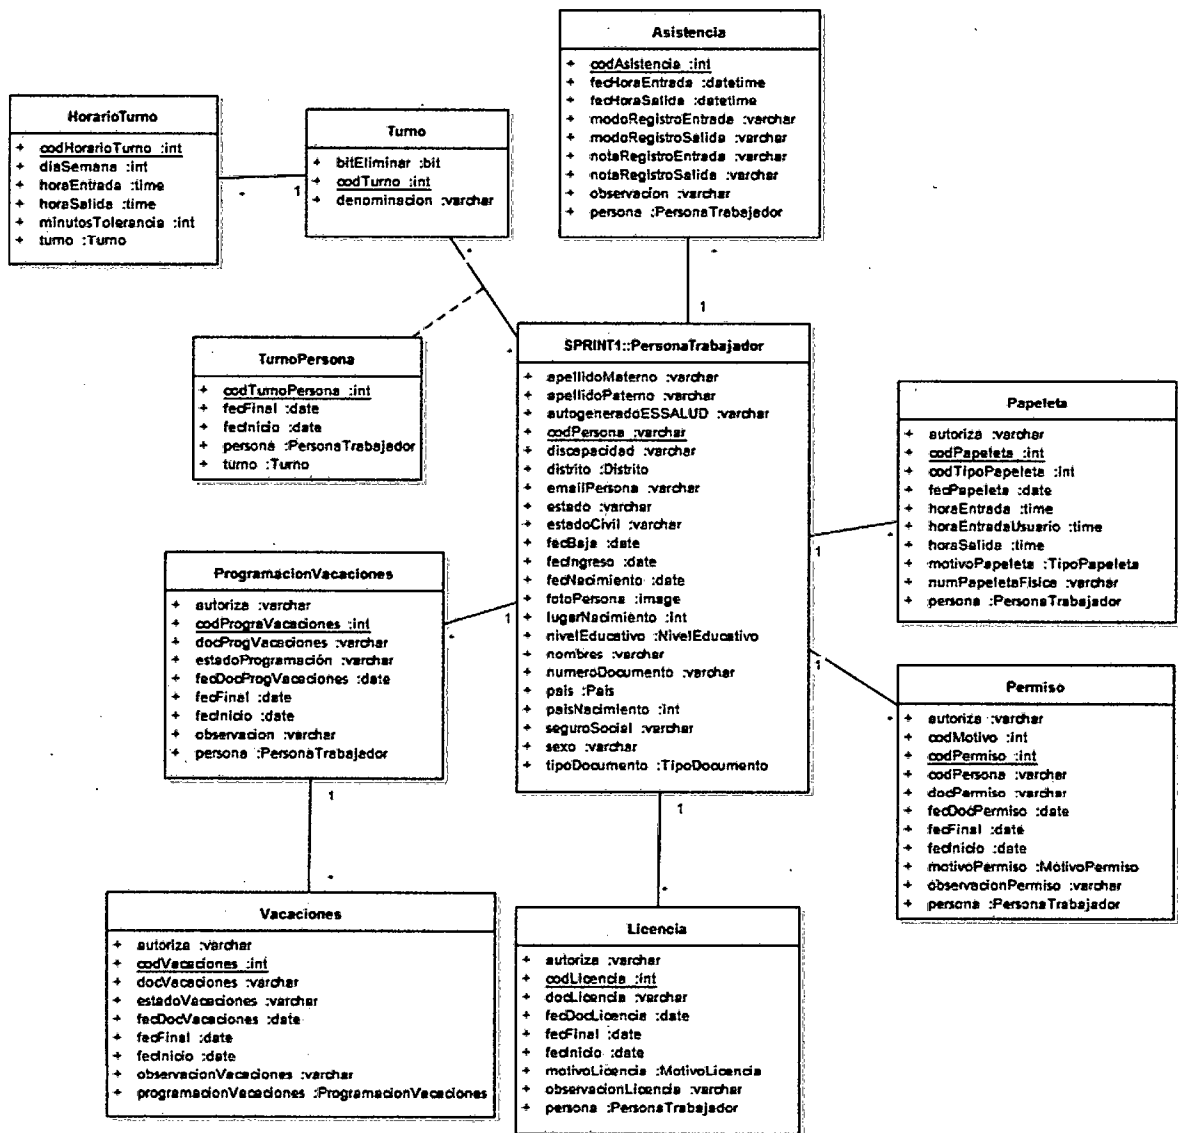 Asistencia
+ codAsistencia :int
+ fecHoraEntrada :datetime
+ fecHoraSalida :datetime
+ modoRegistroEntrada :varchar
+ modoRegistroSalida :varchar
+ notaRegistroEntrada :varchar
+ notaRegistroSalida :varchar
+ observacion :varchar
+ persona :PersonaTrabajador
HorarioTurno
+ codHorarioTurno :int
+ diaSemana :int
+ horaEntrada :time
+ horaSalida :time
+ minutosTolerancia :int
+ turno :Turno
* 1
Turno
+ bitEliminar :bit
+ codTurno :int
+ denominacion :varchar
*
*
*
1
TurnoPersona
+ codTurnoPersona :int
+ fecFinal :date
+ fecInicio :date
+ persona :PersonaTrabajador
+ turno :Turno
SPRINT1::PersonaTrabajador
+ apellidoMaterno :varchar
+ apellidoPaterno :varchar
+ autogeneradoESSALUD :varchar
+ codPersona :varchar
+ discapacidad :varchar
+ distrito :Distrito
+ emailPersona :varchar
+ estado :varchar
+ estadoCivil :varchar
+ fecBaja :date
+ fecIngreso :date
+ fecNacimiento :date
+ fotoPersona :image
+ lugarNacimiento :int
+ nivelEducativo :NivelEducativo
+ nombres :varchar
+ numeroDocumento :varchar
+ pais :Pais
+ paisNacimiento :int
+ seguroSocial :varchar
+ sexo :varchar
+ tipoDocumento :TipoDocumento
Papeleta
+ autoriza :varchar
+ codPapeleta :int
+ codTipoPapeleta :int
+ fecPapeleta :date
+ horaEntrada :time
+ horaEntradaUsuario :time
+ horaSalida :time
+ motivoPapeleta :TipoPapeleta
+ numPapeletaFisica :varchar
+ persona :PersonaTrabajador
1 *
ProgramacionVacaciones
+ autoriza :varchar
+ codPrograVacaciones :int
+ docProgVacaciones :varchar
+ estadoProgramación :varchar
+ fecDocProgVacaciones :date
+ fecFinal :date
+ fecInicio :date
+ observacion :varchar
+ persona :PersonaTrabajador
* 1
1
*
Permiso
+ autoriza :varchar
+ codMotivo :int
+ codPermiso :int
+ codPersona :varchar
+ docPermiso :varchar
+ fecDocPermiso :date
+ fecFinal :date
+ fecInicio :date
+ motivoPermiso :MotivoPermiso
+ observacionPermiso :varchar
+ persona :PersonaTrabajador
1 *
Vacaciones
+ autoriza :varchar
+ codVacaciones :int
+ docVacaciones :varchar
+ estadoVacaciones :varchar
+ fecDocVacaciones :date
+ fecFinal :date
+ fecInicio :date
+ observacionVacaciones :varchar
+ programacionVacaciones :ProgramacionVacaciones
1
*
Licencia
+ autoriza :varchar
+ codLicencia :int
+ docLicencia :varchar
+ fecDocLicencia :date
+ fecFinal :date
+ fecInicio :date
+ motivoLicencia :MotivoLicencia
+ observacionLicencia :varchar
+ persona :PersonaTrabajador